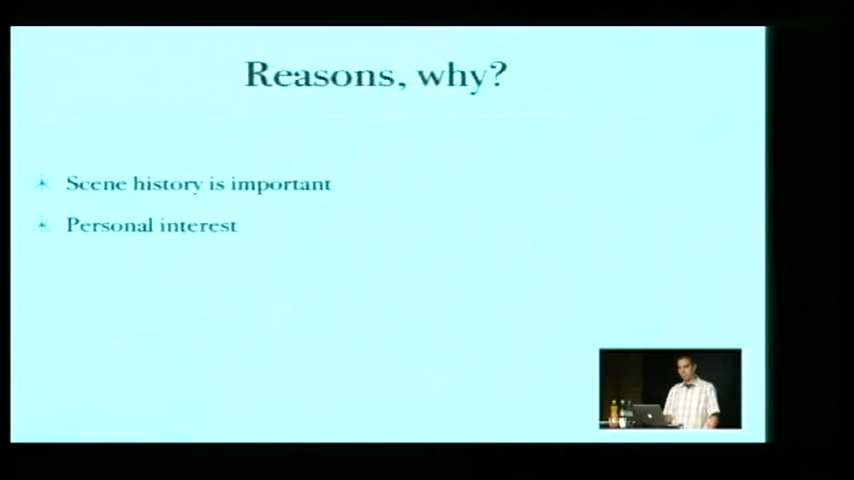 Reasons, why?
Scene history is important
Personal interest